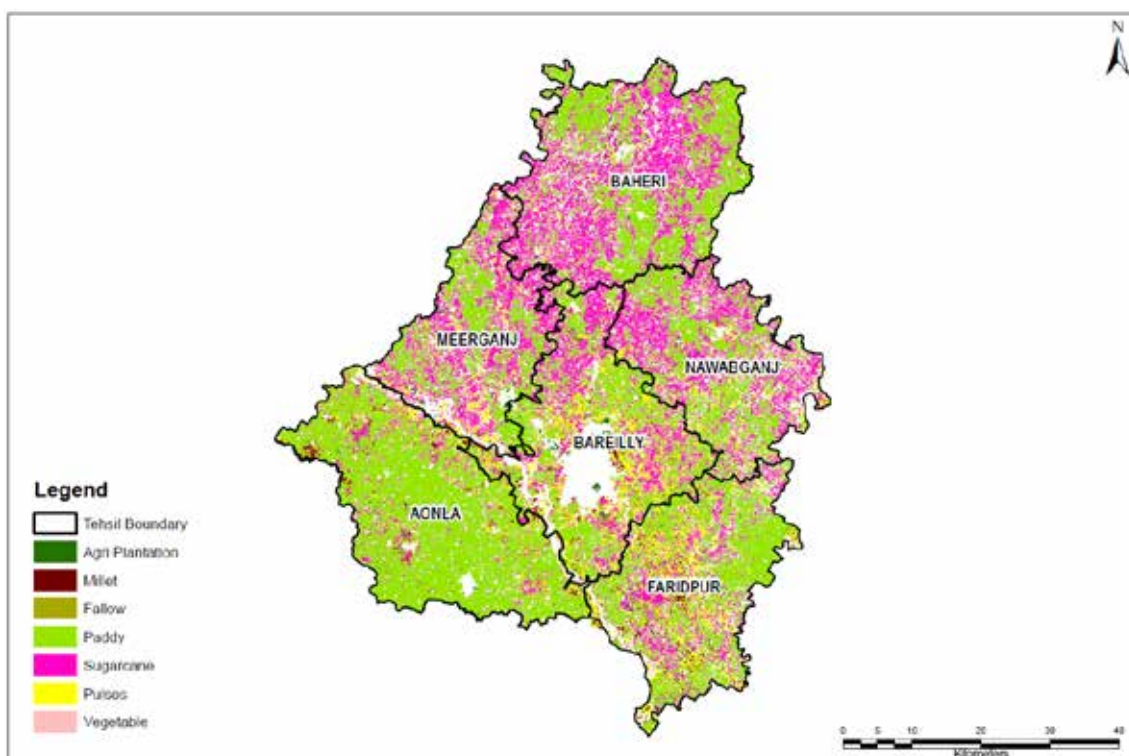 N
BAHERI
MEERGANJ
NAWABGANJ
BAREILLY
AONLA
FARIDPUR
Legend
Tehsil Boundary
Agri Plantation
Millet
Fallow
Paddy
Sugarcane
Pulses
Vegetable
0 5 10 20 30 40
Kilometers